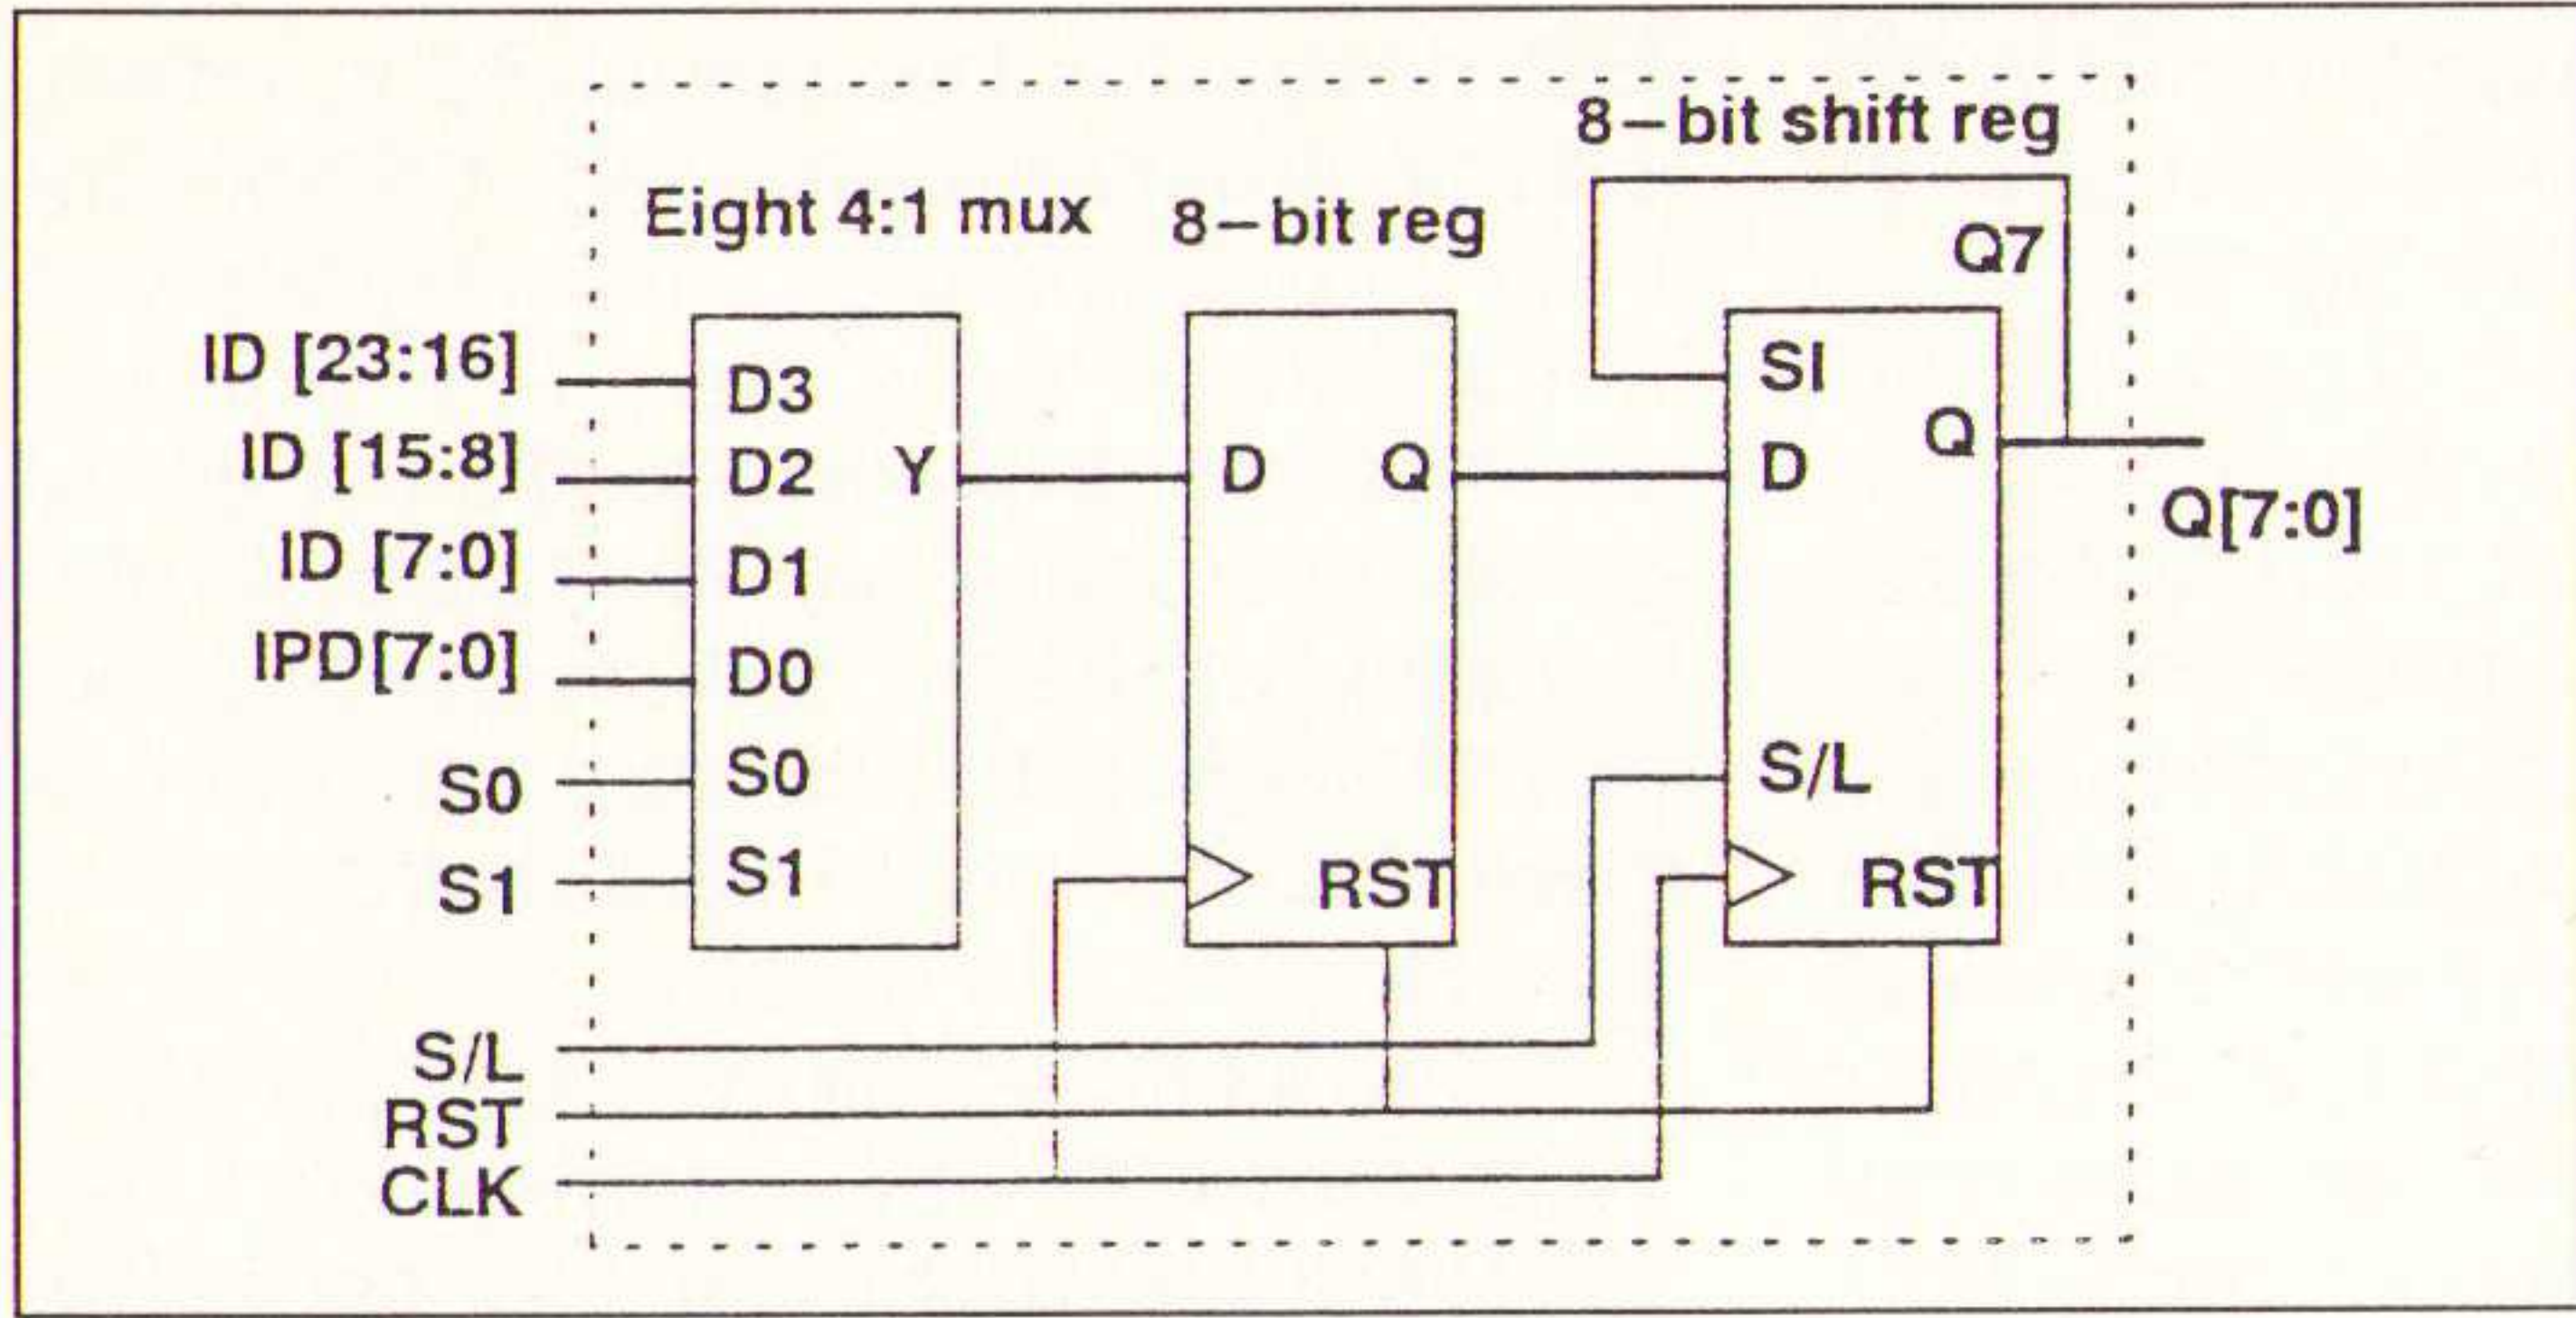 8–bit shift reg
Eight 4:1 mux
8–bit reg
Q7
ID [23:16]
ID [15:8]
ID [7:0]
IPD[7:0]
S0
S1
D3
D2
D1
D0
S0
S1
Y
D
Q
RST
SI
D
Q
S/L
RST
Q[7:0]
S/L
RST
CLK